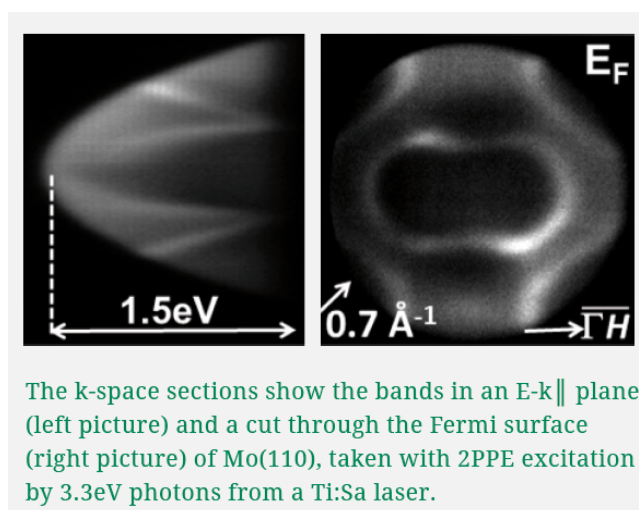 E_F
1.5eV
0.7 Å⁻¹
ΓH
The k-space sections show the bands in an E-k‖ plane
(left picture) and a cut through the Fermi surface
(right picture) of Mo(110), taken with 2PPE excitation
by 3.3eV photons from a Ti:Sa laser.